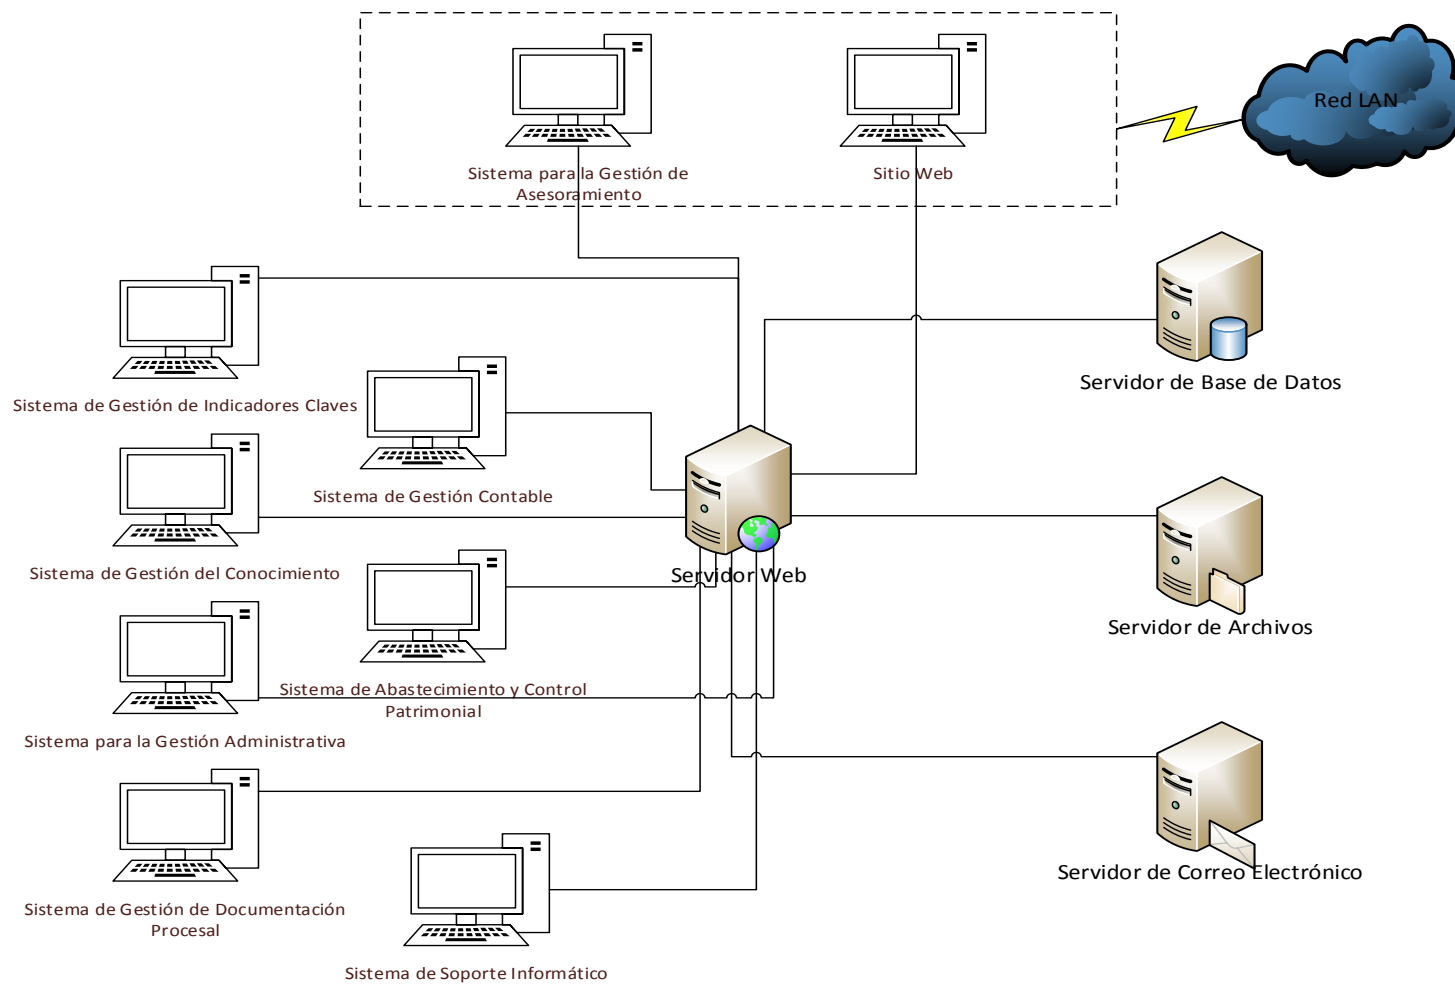 Red LAN
Sistema para la Gestión de
Asesoramiento
Sitio Web
Servidor de Base de Datos
Sistema de Gestión de Indicadores Claves
Sistema de Gestión Contable
Sistema de Gestión del Conocimiento
Servidor Web
Servidor de Archivos
Sistema de Abastecimiento y Control
Patrimonial
Sistema para la Gestión Administrativa
Servidor de Correo Electrónico
Sistema de Gestión de Documentación
Procesal
Sistema de Soporte Informático